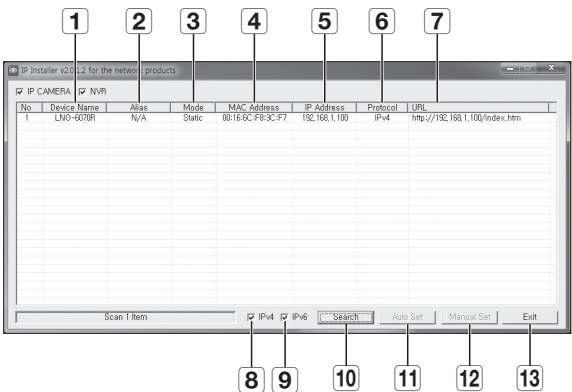 1 2 3 4 5 6 7
IP Installer v2.0.1.2 for the network products
IP CAMERA NVR
No Device Name Alias Mode MAC Address IP Address Protocol URL
1 LNO-6070R N/A Static 00:16:6C:F8:3C:F7 192,168,1,100 IPv4 http://192,168,1,100/index,htm
Scan 1 Item IPv4 IPv6 Search Auto Set Manual Set Exit
8 9 10 11 12 13